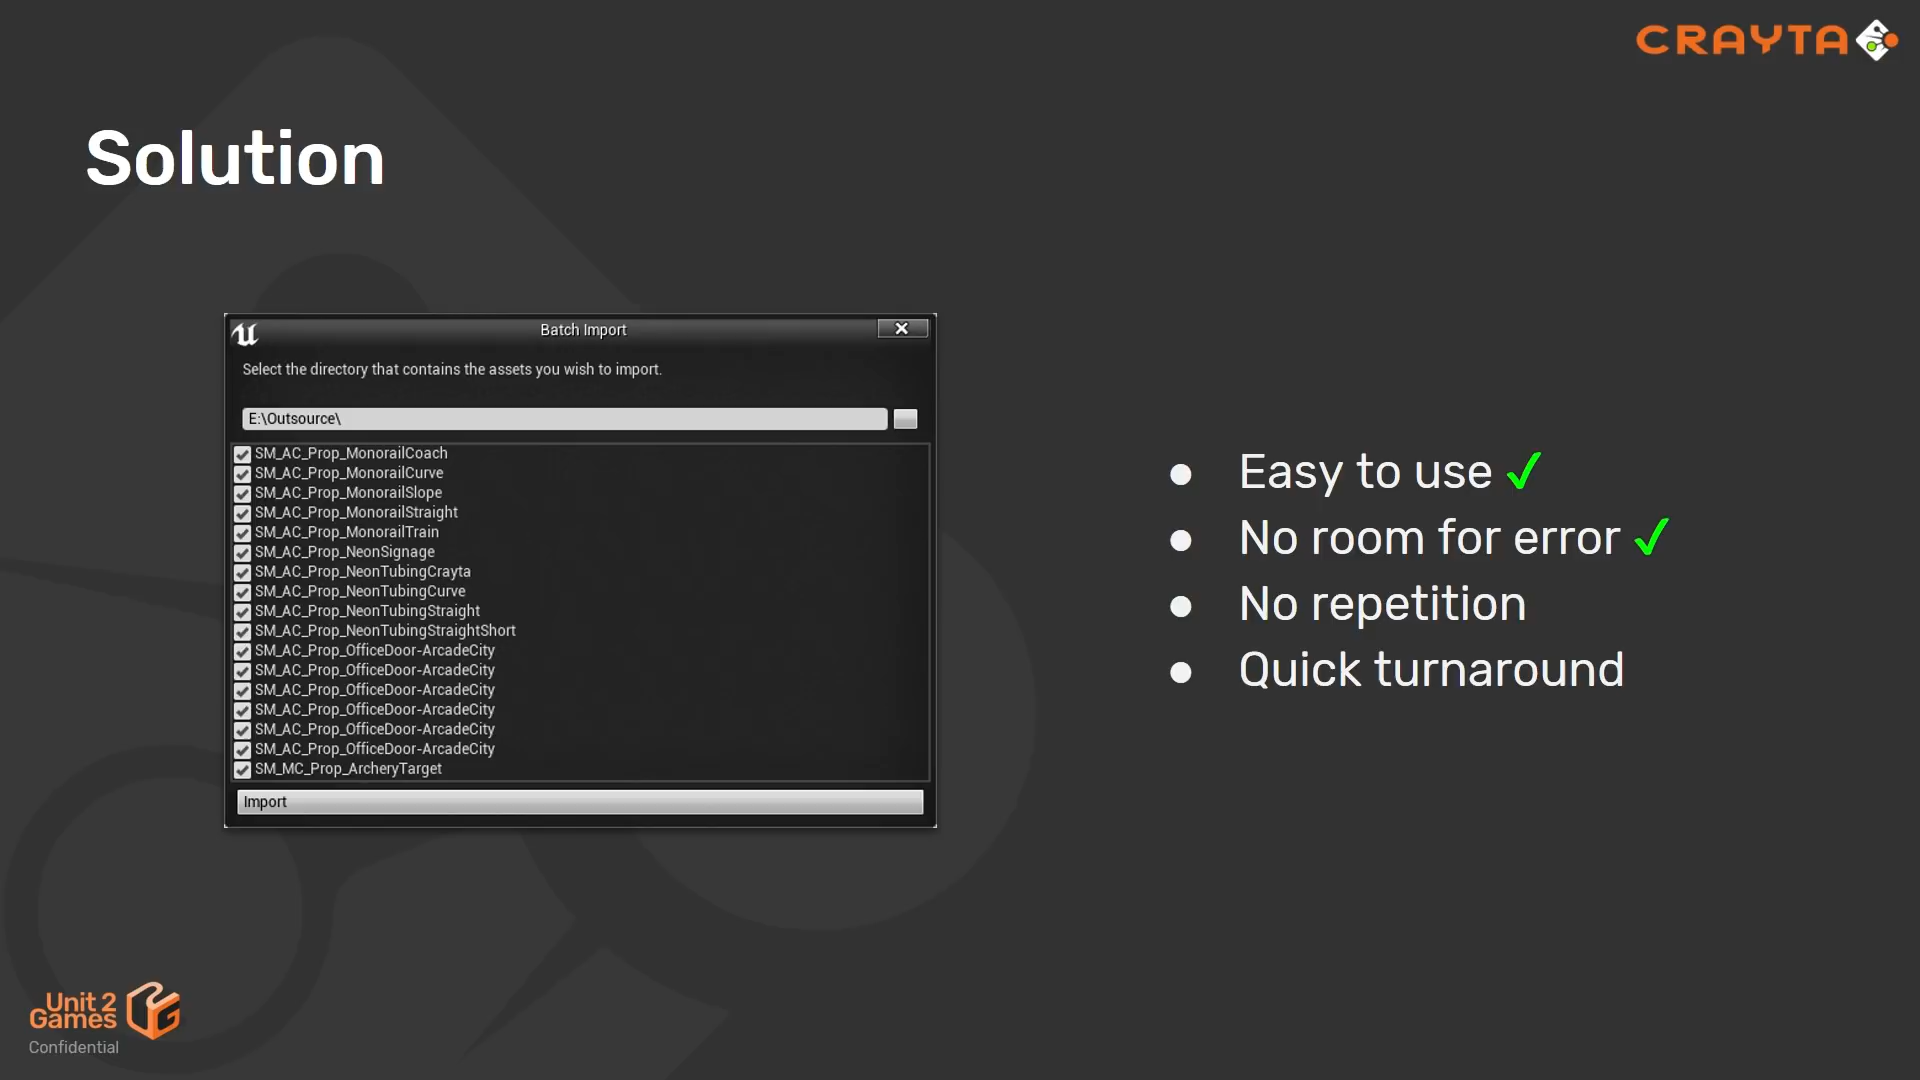 CRAYTA
Solution
Batch Import
Select the directory that contains the assets you wish to import.
E:\Outsource\
SM_AC_Prop_MonorailCoach
SM_AC_Prop_MonorailCurve
SM_AC_Prop_MonorailSlope
SM_AC_Prop_MonorailStraight
SM_AC_Prop_MonorailTrain
SM_AC_Prop_NeonSignage
SM_AC_Prop_NeonTubingCrayta
SM_AC_Prop_NeonTubingCurve
SM_AC_Prop_NeonTubingStraight
SM_AC_Prop_NeonTubingStraightShort
SM_AC_Prop_OfficeDoor-ArcadeCity
SM_AC_Prop_OfficeDoor-ArcadeCity
SM_AC_Prop_OfficeDoor-ArcadeCity
SM_AC_Prop_OfficeDoor-ArcadeCity
SM_AC_Prop_OfficeDoor-ArcadeCity
SM_AC_Prop_OfficeDoor-ArcadeCity
SM_MC_Prop_ArcheryTarget
Import
● Easy to use ✓
● No room for error ✓
● No repetition
● Quick turnaround
Unit 2
Games
Confidential